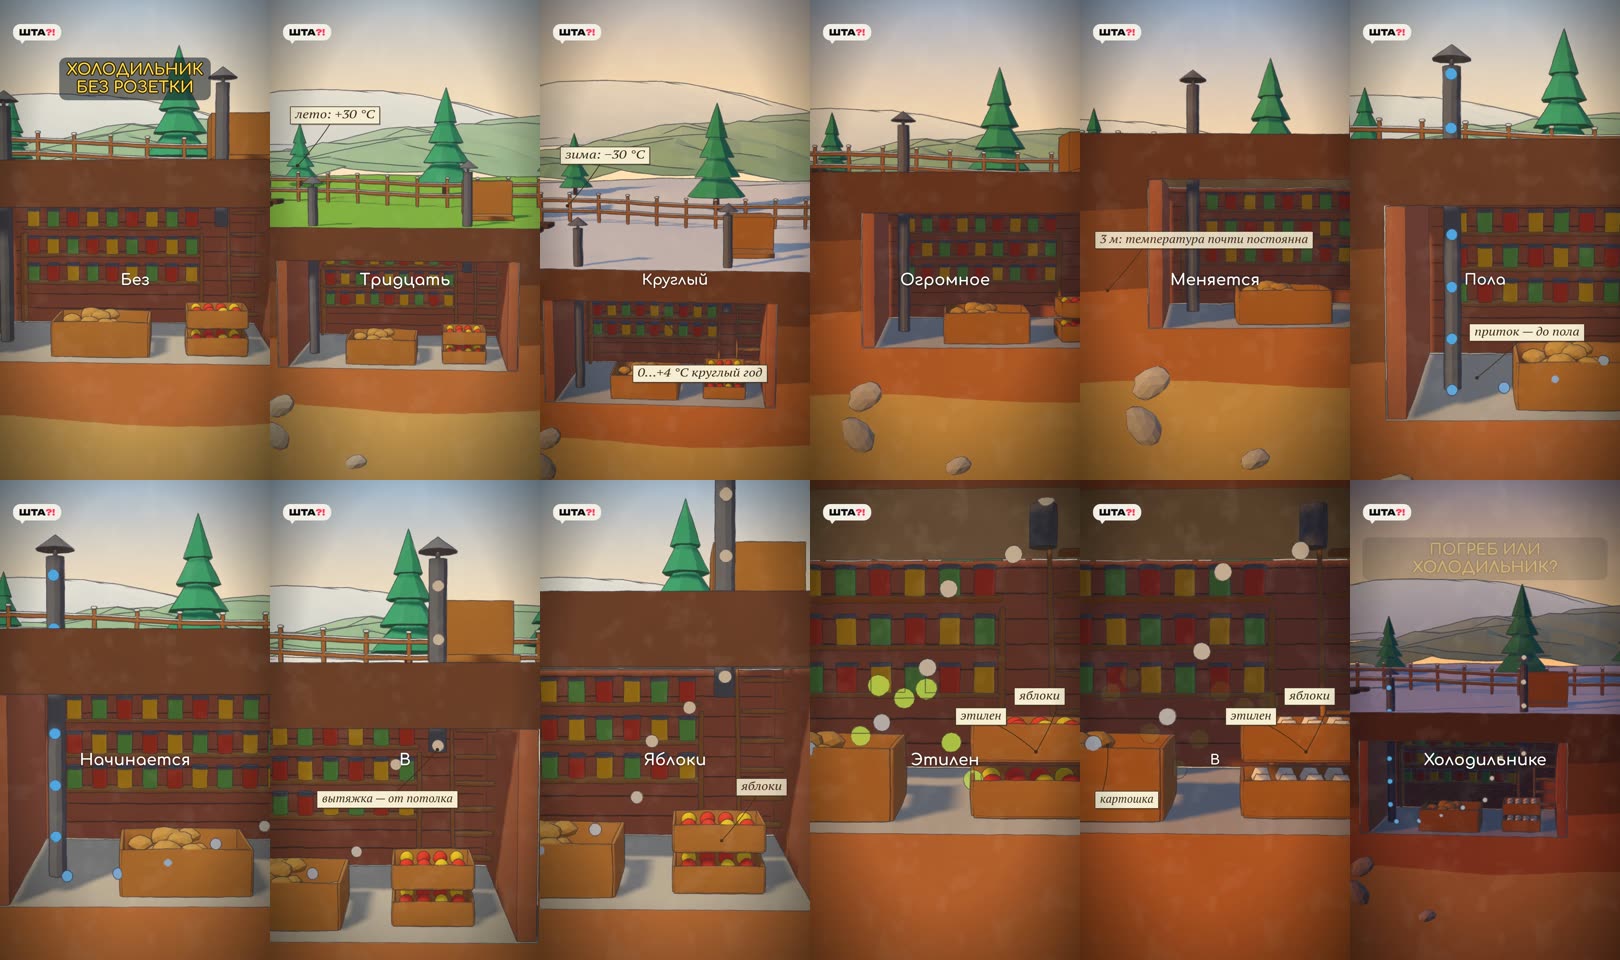 ШТА?!
ХОЛОДИЛЬНИК
БЕЗ РОЗЕТКИ
Без
ШТА?!
лето: +30 °C
Тридцать
ШТА?!
зима: −30 °C
Круглый
0…+4 °C круглый год
ШТА?!
Огромное
ШТА?!
3 м: температура почти постоянна
Меняется
ШТА?!
Пола
приток — до пола
ШТА?!
Начинается
ШТА?!
В
вытяжка — от потолка
ШТА?!
Яблоки
яблоки
ШТА?!
яблоки
этилен
Этилен
ШТА?!
яблоки
этилен
В
картошка
ШТА?!
ПОГРЕБ ИЛИ
ХОЛОДИЛЬНИК?
Холодильнике